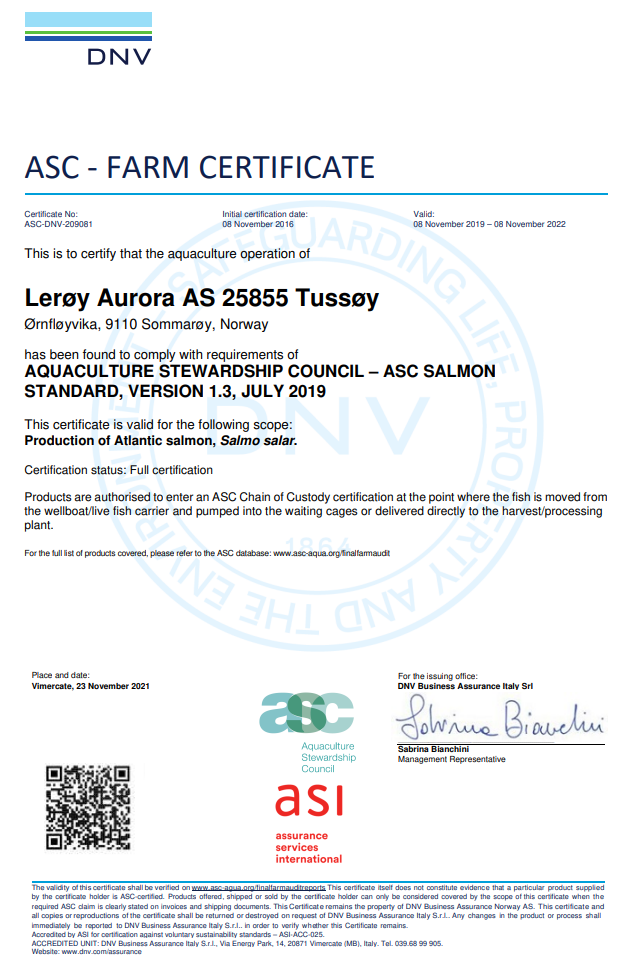 DNV
ASC - FARM CERTIFICATE
Certificate No:
ASC-DNV-209081
Initial certification date:
08 November 2016
Valid:
08 November 2019 – 08 November 2022
This is to certify that the aquaculture operation of
Lerøy Aurora AS 25855 Tussøy
Ørnfløyvika, 9110 Sommarøy, Norway
has been found to comply with requirements of
AQUACULTURE STEWARDSHIP COUNCIL – ASC SALMON
STANDARD, VERSION 1.3, JULY 2019
This certificate is valid for the following scope:
Production of Atlantic salmon, Salmo salar.
Certification status: Full certification
Products are authorised to enter an ASC Chain of Custody certification at the point where the fish is moved from
the wellboat/live fish carrier and pumped into the waiting cages or delivered directly to the harvest/processing
plant.
For the full list of products covered, please refer to the ASC database: www.asc-aqua.org/finalfarmaudit
SAFEGUARDING LIFE, PROPERTY AND THE ENVIRONMENT
DNV
1864
Place and date:
Vimercate, 23 November 2021
For the issuing office:
DNV Business Assurance Italy Srl
Sabrina Bianchini
Sabrina Bianchini
Management Representative
asc
Aquaculture
Stewardship
Council
asi
assurance
services
international
The validity of this certificate shall be verified on www.asc-aqua.org/finalfarmauditreports This certificate itself does not constitute evidence that a particular product supplied
by the certificate holder is ASC-certified. Products offered, shipped or sold by the certificate holder can only be considered covered by the scope of this certificate when the
required ASC claim is clearly stated on invoices and shipping documents. This Certificate remains the property of DNV Business Assurance Norway AS. This certificate and
all copies or reproductions of the certificate shall be returned or destroyed on request of DNV Business Assurance Italy S.r.l.. Any changes in the product or process shall
immediately be reported to DNV Business Assurance Italy S.r.l.. in order to verify whether this Certificate remains.
Accredited by ASI for certification against voluntary sustainability standards – ASI-ACC-025.
ACCREDITED UNIT: DNV Business Assurance Italy S.r.l., Via Energy Park, 14, 20871 Vimercate (MB), Italy. Tel. 039.68 99 905.
Website: www.dnv.com/assurance